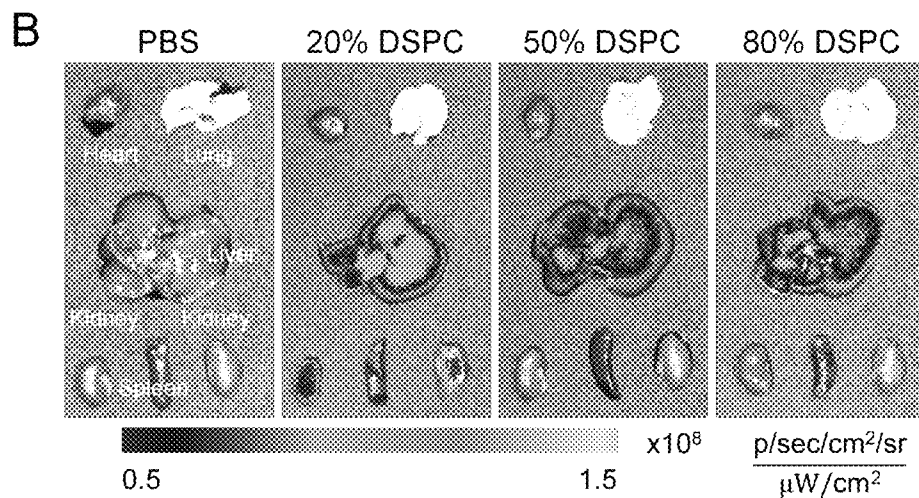 B
PBS 20% DSPC 50% DSPC 80% DSPC
Heart Lung
Liver
Kidney Kidney
Spleen
x10⁸ p/sec/cm²/sr
0.5 1.5 µW/cm²